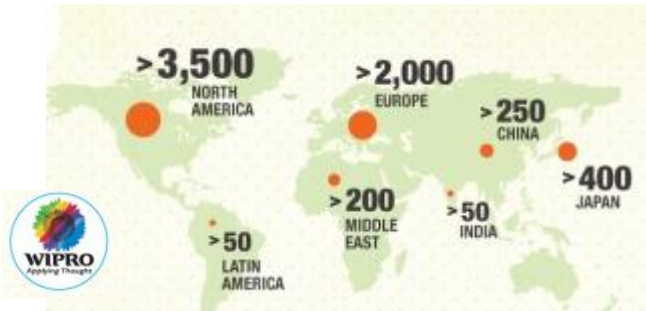 > 3,500
NORTH
AMERICA
> 2,000
EUROPE
> 250
CHINA
> 400
JAPAN
> 200
MIDDLE
EAST
> 50
INDIA
> 50
LATIN
AMERICA
WIPRO
Applying Thought